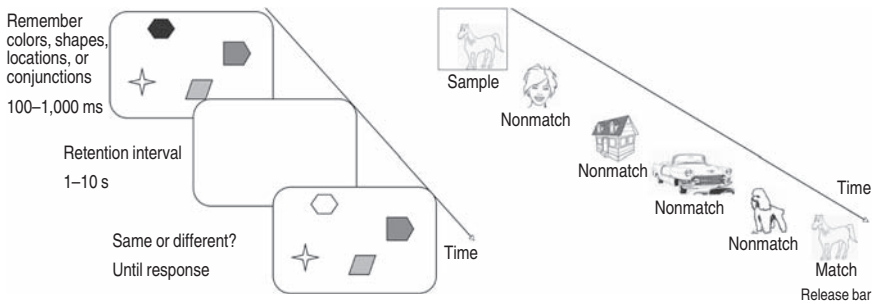 Remember
colors, shapes,
locations, or
conjunctions
100–1,000 ms
Retention interval
1–10 s
Same or different?
Until response
Time
Sample
Nonmatch
Nonmatch
Nonmatch
Nonmatch
Time
Match
Release bar